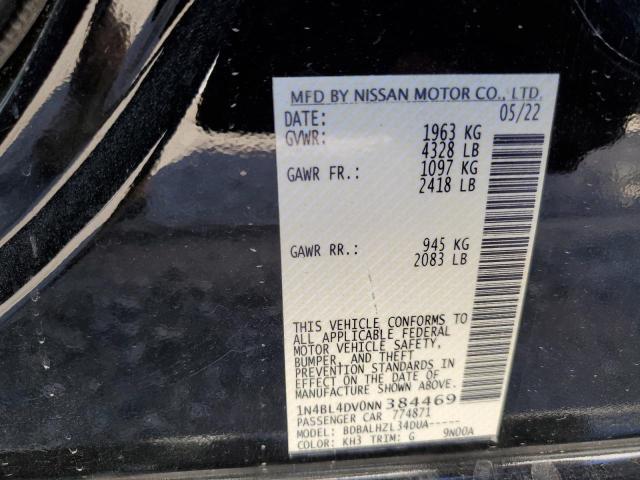 MFD BY NISSAN MOTOR CO., LTD.
DATE: 05/22
GVWR: 1963 KG
4328 LB
GAWR FR.: 1097 KG
2418 LB
GAWR RR.: 945 KG
2083 LB
THIS VEHICLE CONFORMS TO
ALL APPLICABLE FEDERAL
MOTOR VEHICLE SAFETY,
BUMPER, AND THEFT
PREVENTION STANDARDS IN
EFFECT ON THE DATE OF
MANUFACTURE SHOWN ABOVE.
1N4BL4DV0NN384469
PASSENGER CAR 774871
MODEL: BDBALHZL34DUA-----
COLOR: KH3 TRIM: G 9N00A